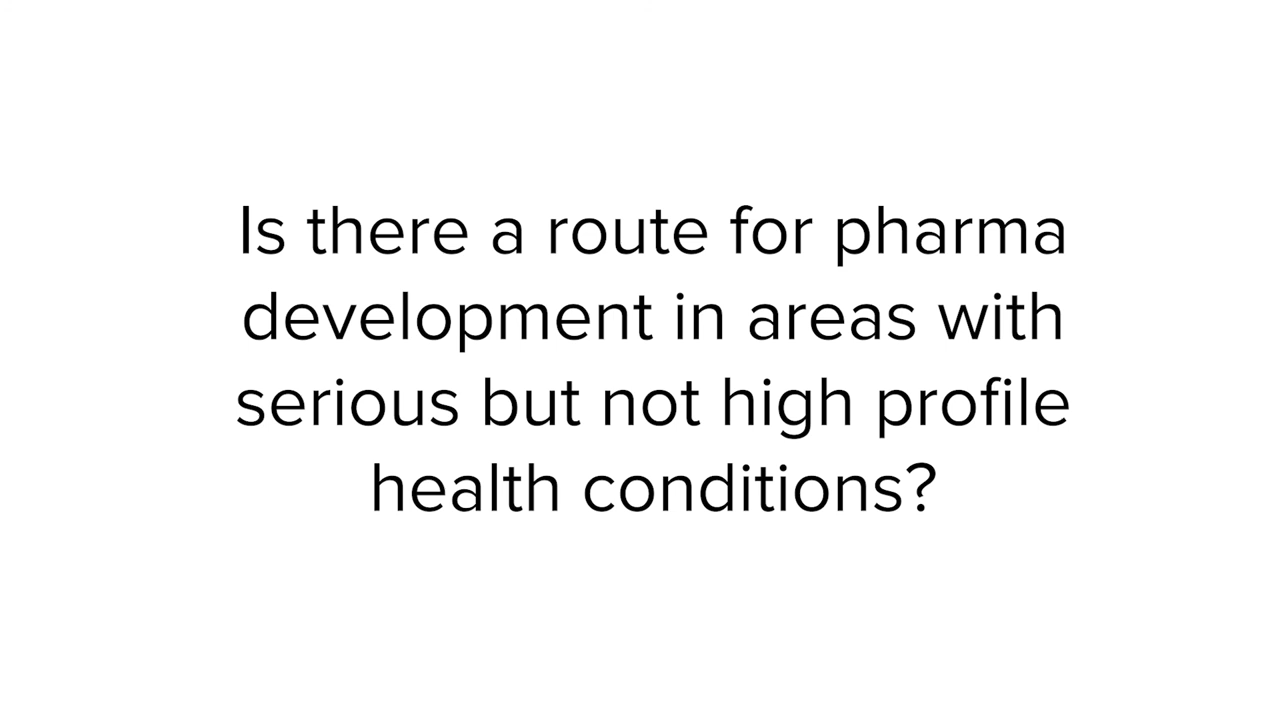 Is there a route for pharma
development in areas with
serious but not high profile
health conditions?